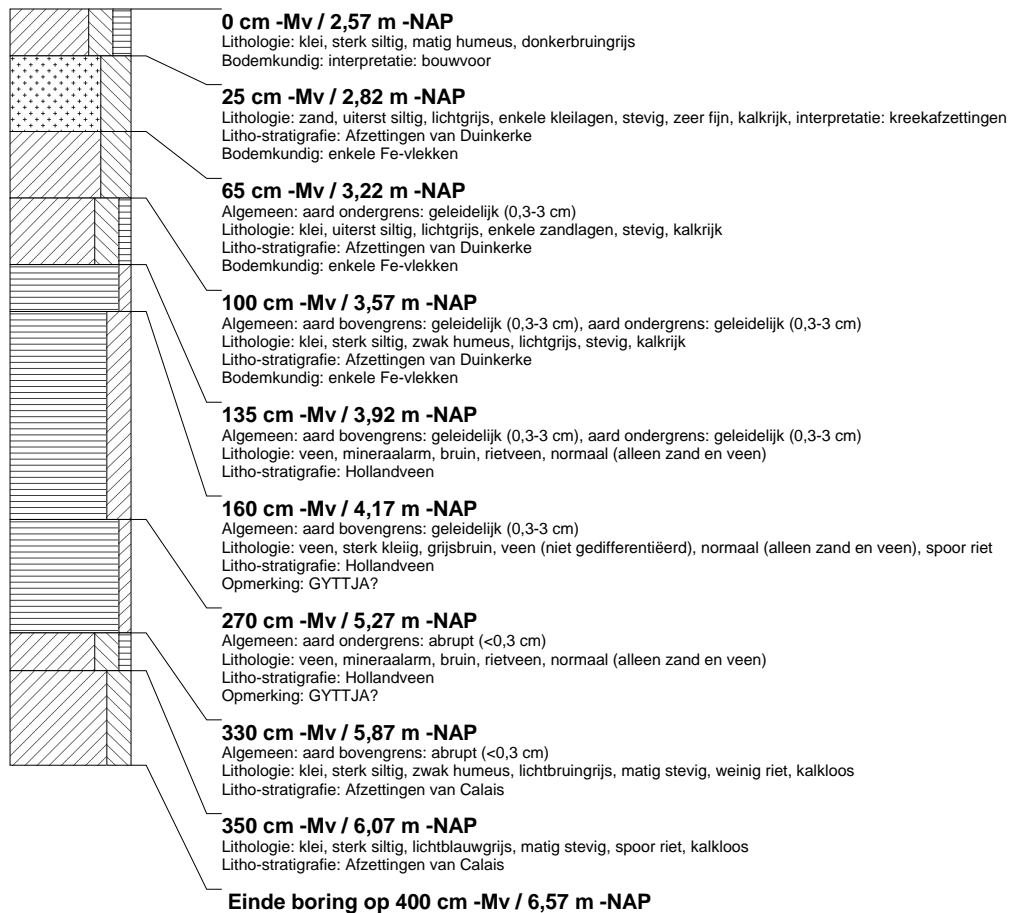 0 cm -Mv / 2,57 m -NAP
Lithologie: klei, sterk siltig, matig humeus, donkerbruingrijs
Bodemkundig: interpretatie: bouwvoor
25 cm -Mv / 2,82 m -NAP
Lithologie: zand, uiterst siltig, lichtgrijs, enkele kleilagen, stevig, zeer fijn, kalkrijk, interpretatie: kreekafzettingen
Litho-stratigrafie: Afzettingen van Duinkerke
Bodemkundig: enkele Fe-vlekken
65 cm -Mv / 3,22 m -NAP
Algemeen: aard ondergrens: geleidelijk (0,3-3 cm)
Lithologie: klei, uiterst siltig, lichtgrijs, enkele zandlagen, stevig, kalkrijk
Litho-stratigrafie: Afzettingen van Duinkerke
Bodemkundig: enkele Fe-vlekken
100 cm -Mv / 3,57 m -NAP
Algemeen: aard bovengrens: geleidelijk (0,3-3 cm), aard ondergrens: geleidelijk (0,3-3 cm)
Lithologie: klei, sterk siltig, zwak humeus, lichtgrijs, stevig, kalkrijk
Litho-stratigrafie: Afzettingen van Duinkerke
Bodemkundig: enkele Fe-vlekken
135 cm -Mv / 3,92 m -NAP
Algemeen: aard bovengrens: geleidelijk (0,3-3 cm), aard ondergrens: geleidelijk (0,3-3 cm)
Lithologie: veen, mineraalarm, bruin, rietveen, normaal (alleen zand en veen)
Litho-stratigrafie: Hollandveen
160 cm -Mv / 4,17 m -NAP
Algemeen: aard bovengrens: geleidelijk (0,3-3 cm)
Lithologie: veen, sterk kleiig, grijsbruin, veen (niet gedifferentiëerd), normaal (alleen zand en veen), spoor riet
Litho-stratigrafie: Hollandveen
Opmerking: GYTTJA?
270 cm -Mv / 5,27 m -NAP
Algemeen: aard ondergrens: abrupt (<0,3 cm)
Lithologie: veen, mineraalarm, bruin, rietveen, normaal (alleen zand en veen)
Litho-stratigrafie: Hollandveen
Opmerking: GYTTJA?
330 cm -Mv / 5,87 m -NAP
Algemeen: aard bovengrens: abrupt (<0,3 cm)
Lithologie: klei, sterk siltig, zwak humeus, lichtbruingrijs, matig stevig, weinig riet, kalkloos
Litho-stratigrafie: Afzettingen van Calais
350 cm -Mv / 6,07 m -NAP
Lithologie: klei, sterk siltig, lichtblauwgrijs, matig stevig, spoor riet, kalkloos
Litho-stratigrafie: Afzettingen van Calais
Einde boring op 400 cm -Mv / 6,57 m -NAP